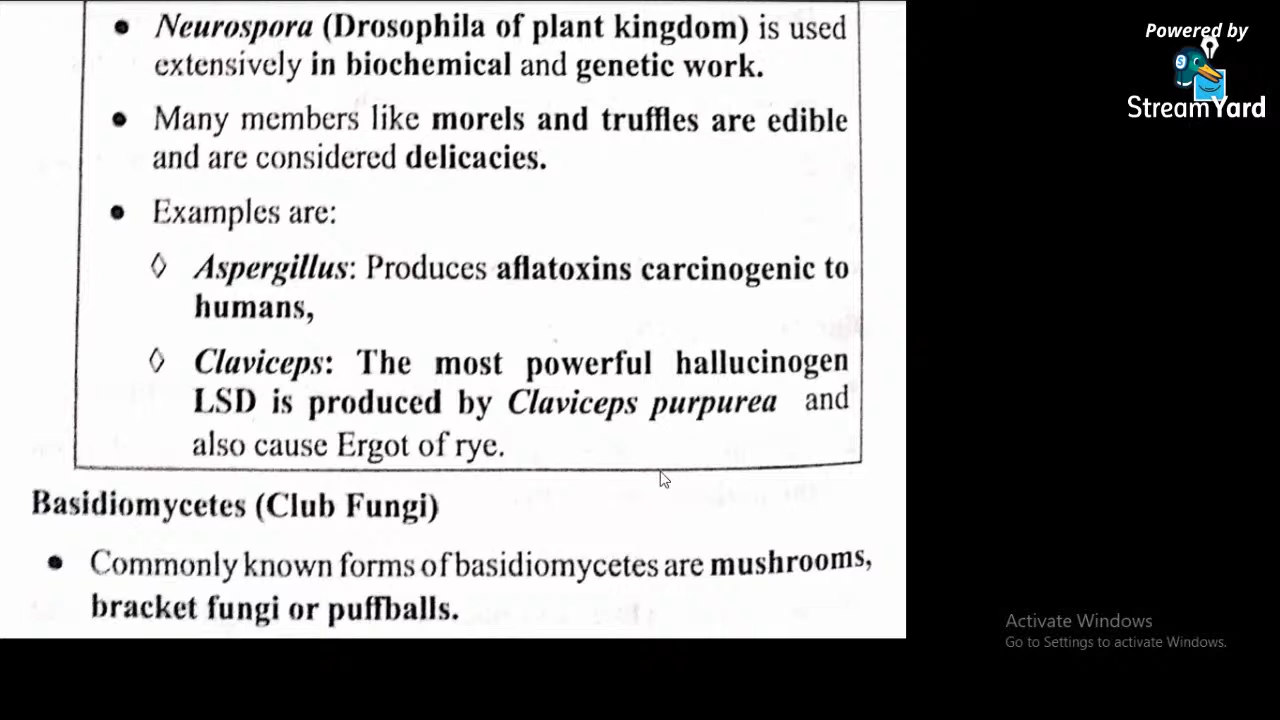 • Neurospora (Drosophila of plant kingdom) is used
extensively in biochemical and genetic work.
• Many members like morels and truffles are edible
and are considered delicacies.
• Examples are:
◊ Aspergillus: Produces aflatoxins carcinogenic to
humans,
◊ Claviceps: The most powerful hallucinogen
LSD is produced by Claviceps purpurea and
also cause Ergot of rye.
Basidiomycetes (Club Fungi)
• Commonly known forms of basidiomycetes are mushrooms,
bracket fungi or puffballs.
Powered by
StreamYard
Activate Windows
Go to Settings to activate Windows.